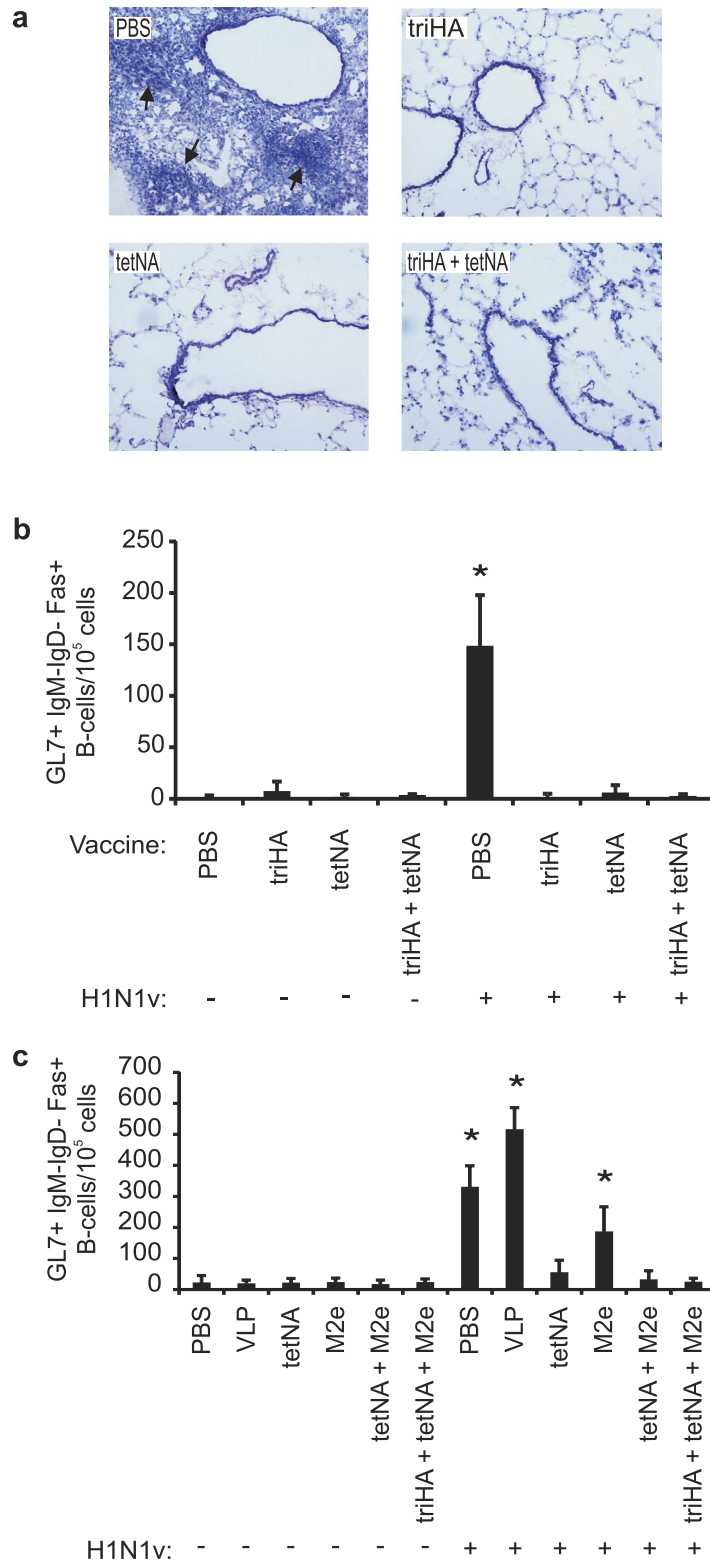 a
PBS
triHA
tetNA
triHA + tetNA
b
GL7+ IgM-IgD- Fas+
B-cells/10⁵ cells
250
200
150
100
50
0
*
Vaccine:
PBS
triHA
tetNA
triHA + tetNA
PBS
triHA
tetNA
triHA + tetNA
H1N1v: - - - - + + + +
c
GL7+ IgM-IgD- Fas+
B-cells/10⁵ cells
700
600
500
400
300
200
100
0
* * *
PBS
VLP
tetNA
M2e
tetNA + M2e
triHA + tetNA + M2e
PBS
VLP
tetNA
M2e
tetNA + M2e
triHA + tetNA + M2e
H1N1v: - - - - - - + + + + + +